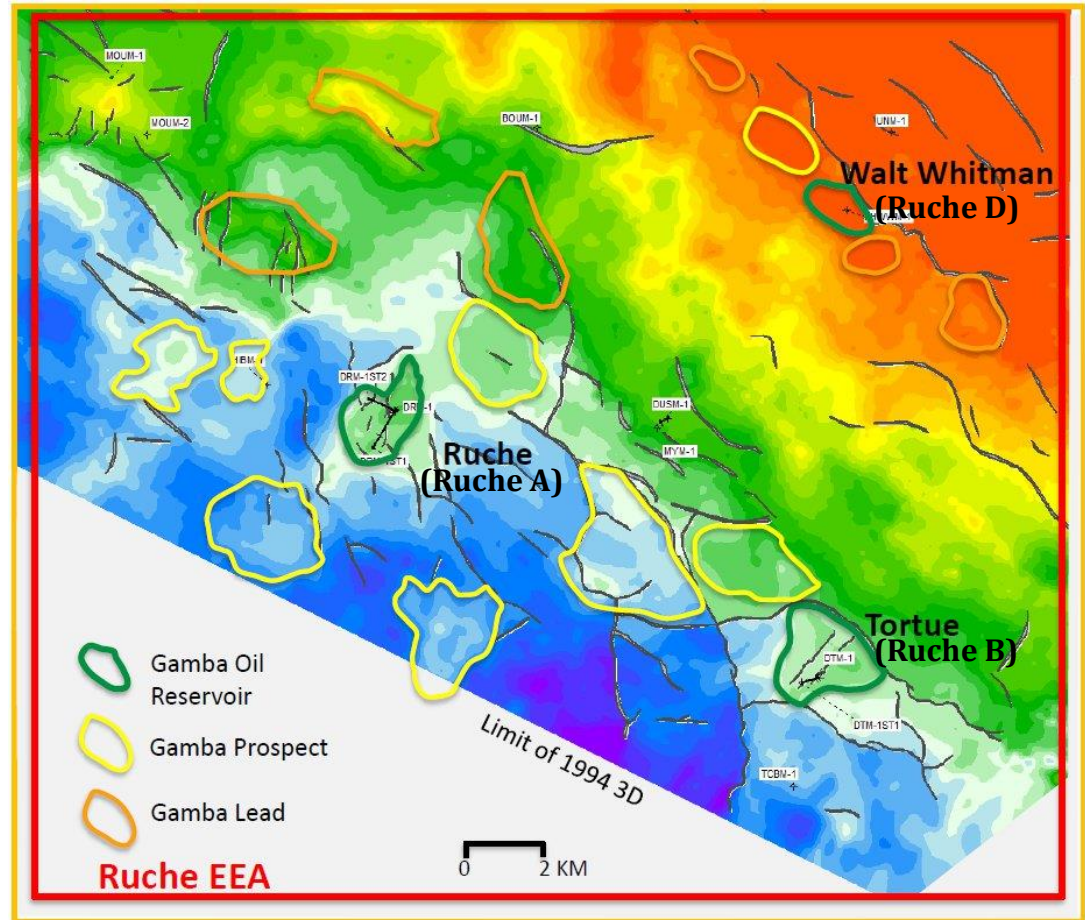 MOUM-1
MOUM-2
BOUM-1
UNM-1
Walt Whitman
(Ruche D)
DRM-1ST2
Ruche
(Ruche A)
DUSM-1
MYM-1
Tortue
(Ruche B)
DTM-1
DTM-1ST1
TCBM-1
Limit of 1994 3D
Gamba Oil
Reservoir
Gamba Prospect
Gamba Lead
0 2 KM
Ruche EEA